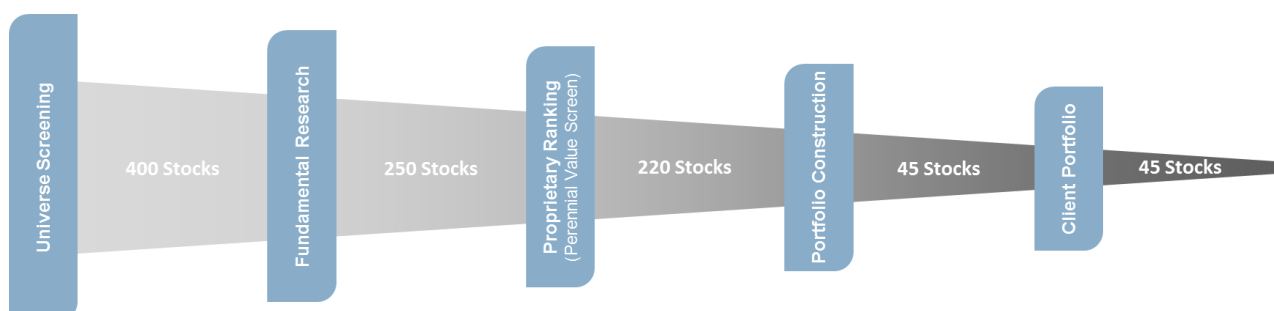 Universe Screening
400 Stocks
Fundamental Research
250 Stocks
Proprietary Ranking
(Perennial Value Screen)
220 Stocks
Portfolio Construction
45 Stocks
Client Portfolio
45 Stocks